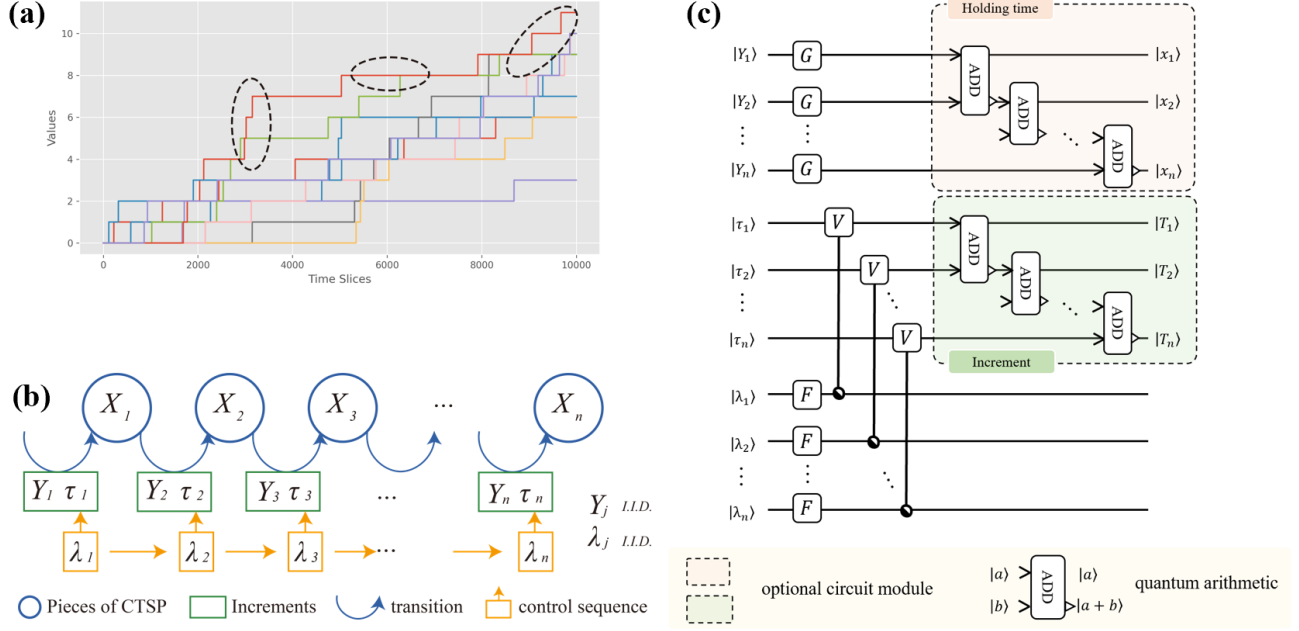 (a)
10
8
6
4
2
0
Values
0 2000 4000 6000 8000 10000
Time Slices
(b)
X₁ X₂ X₃ ... Xₙ
Y₁ τ₁ Y₂ τ₂ Y₃ τ₃ ... Yₙ τₙ
Yⱼ I.I.D.
λⱼ I.I.D.
λ₁ λ₂ λ₃ ... λₙ
Pieces of CTSP Increments transition control sequence
(c)
Holding time
|Y₁⟩ G ADD |x₁⟩
|Y₂⟩ G ADD |x₂⟩
⋮ ⋮ ⋱ ⋮
|Yₙ⟩ G ADD |xₙ⟩
|τ₁⟩ V ADD |T₁⟩
|τ₂⟩ V ADD |T₂⟩
⋮ ⋱ ⋱ ⋮
|τₙ⟩ V ADD |Tₙ⟩
Increment
|λ₁⟩ F
|λ₂⟩ F
⋮ ⋮ ⋱ ⋮
|λₙ⟩ F
optional circuit module
|a⟩ ADD |a⟩
|b⟩ |a + b⟩
quantum arithmetic